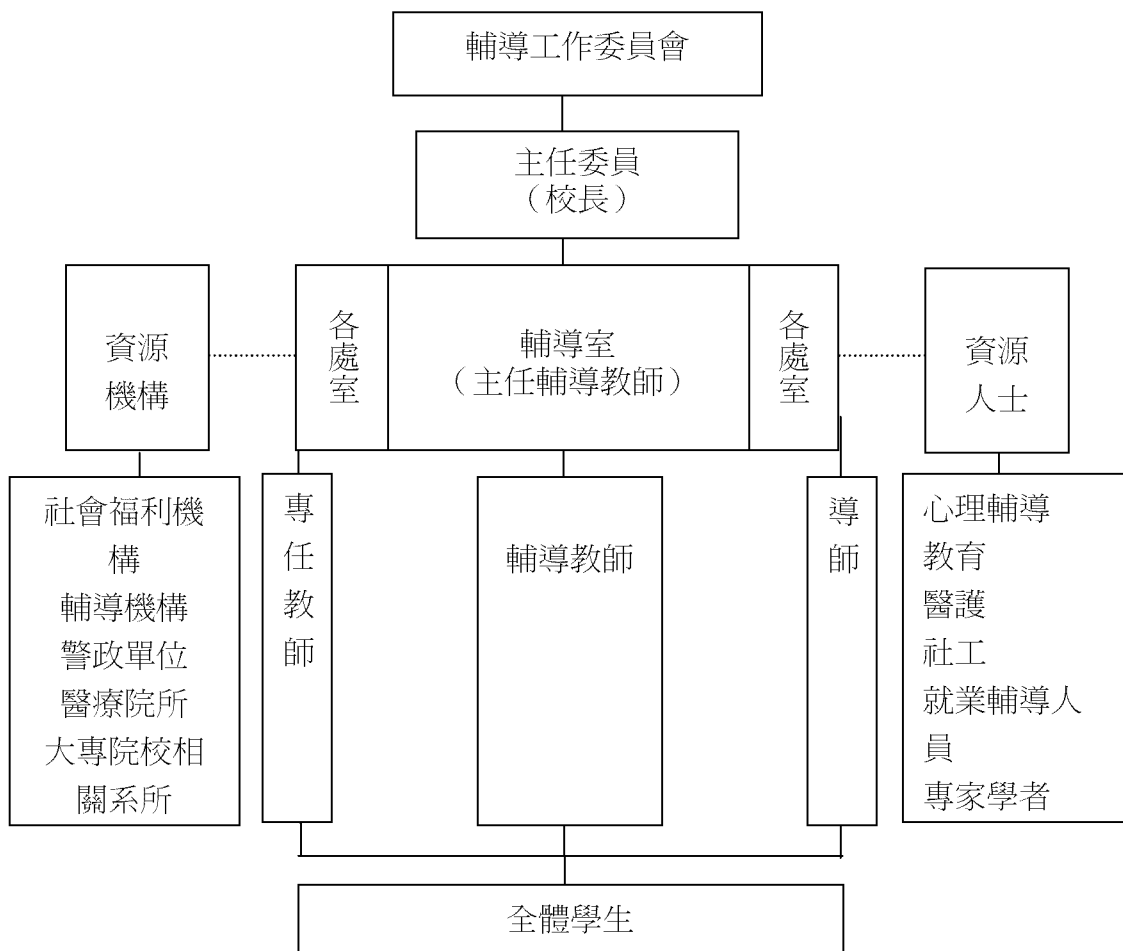 輔導工作委員會
主任委員
（校長）
資源
機構
各處室
輔導室
（主任輔導教師）
各處室
資源
人士
社會福利機
構
輔導機構
警政單位
醫療院所
大專院校相
關系所
專任教師
輔導教師
導師
心理輔導
教育
醫護
社工
就業輔導人
員
專家學者
全體學生